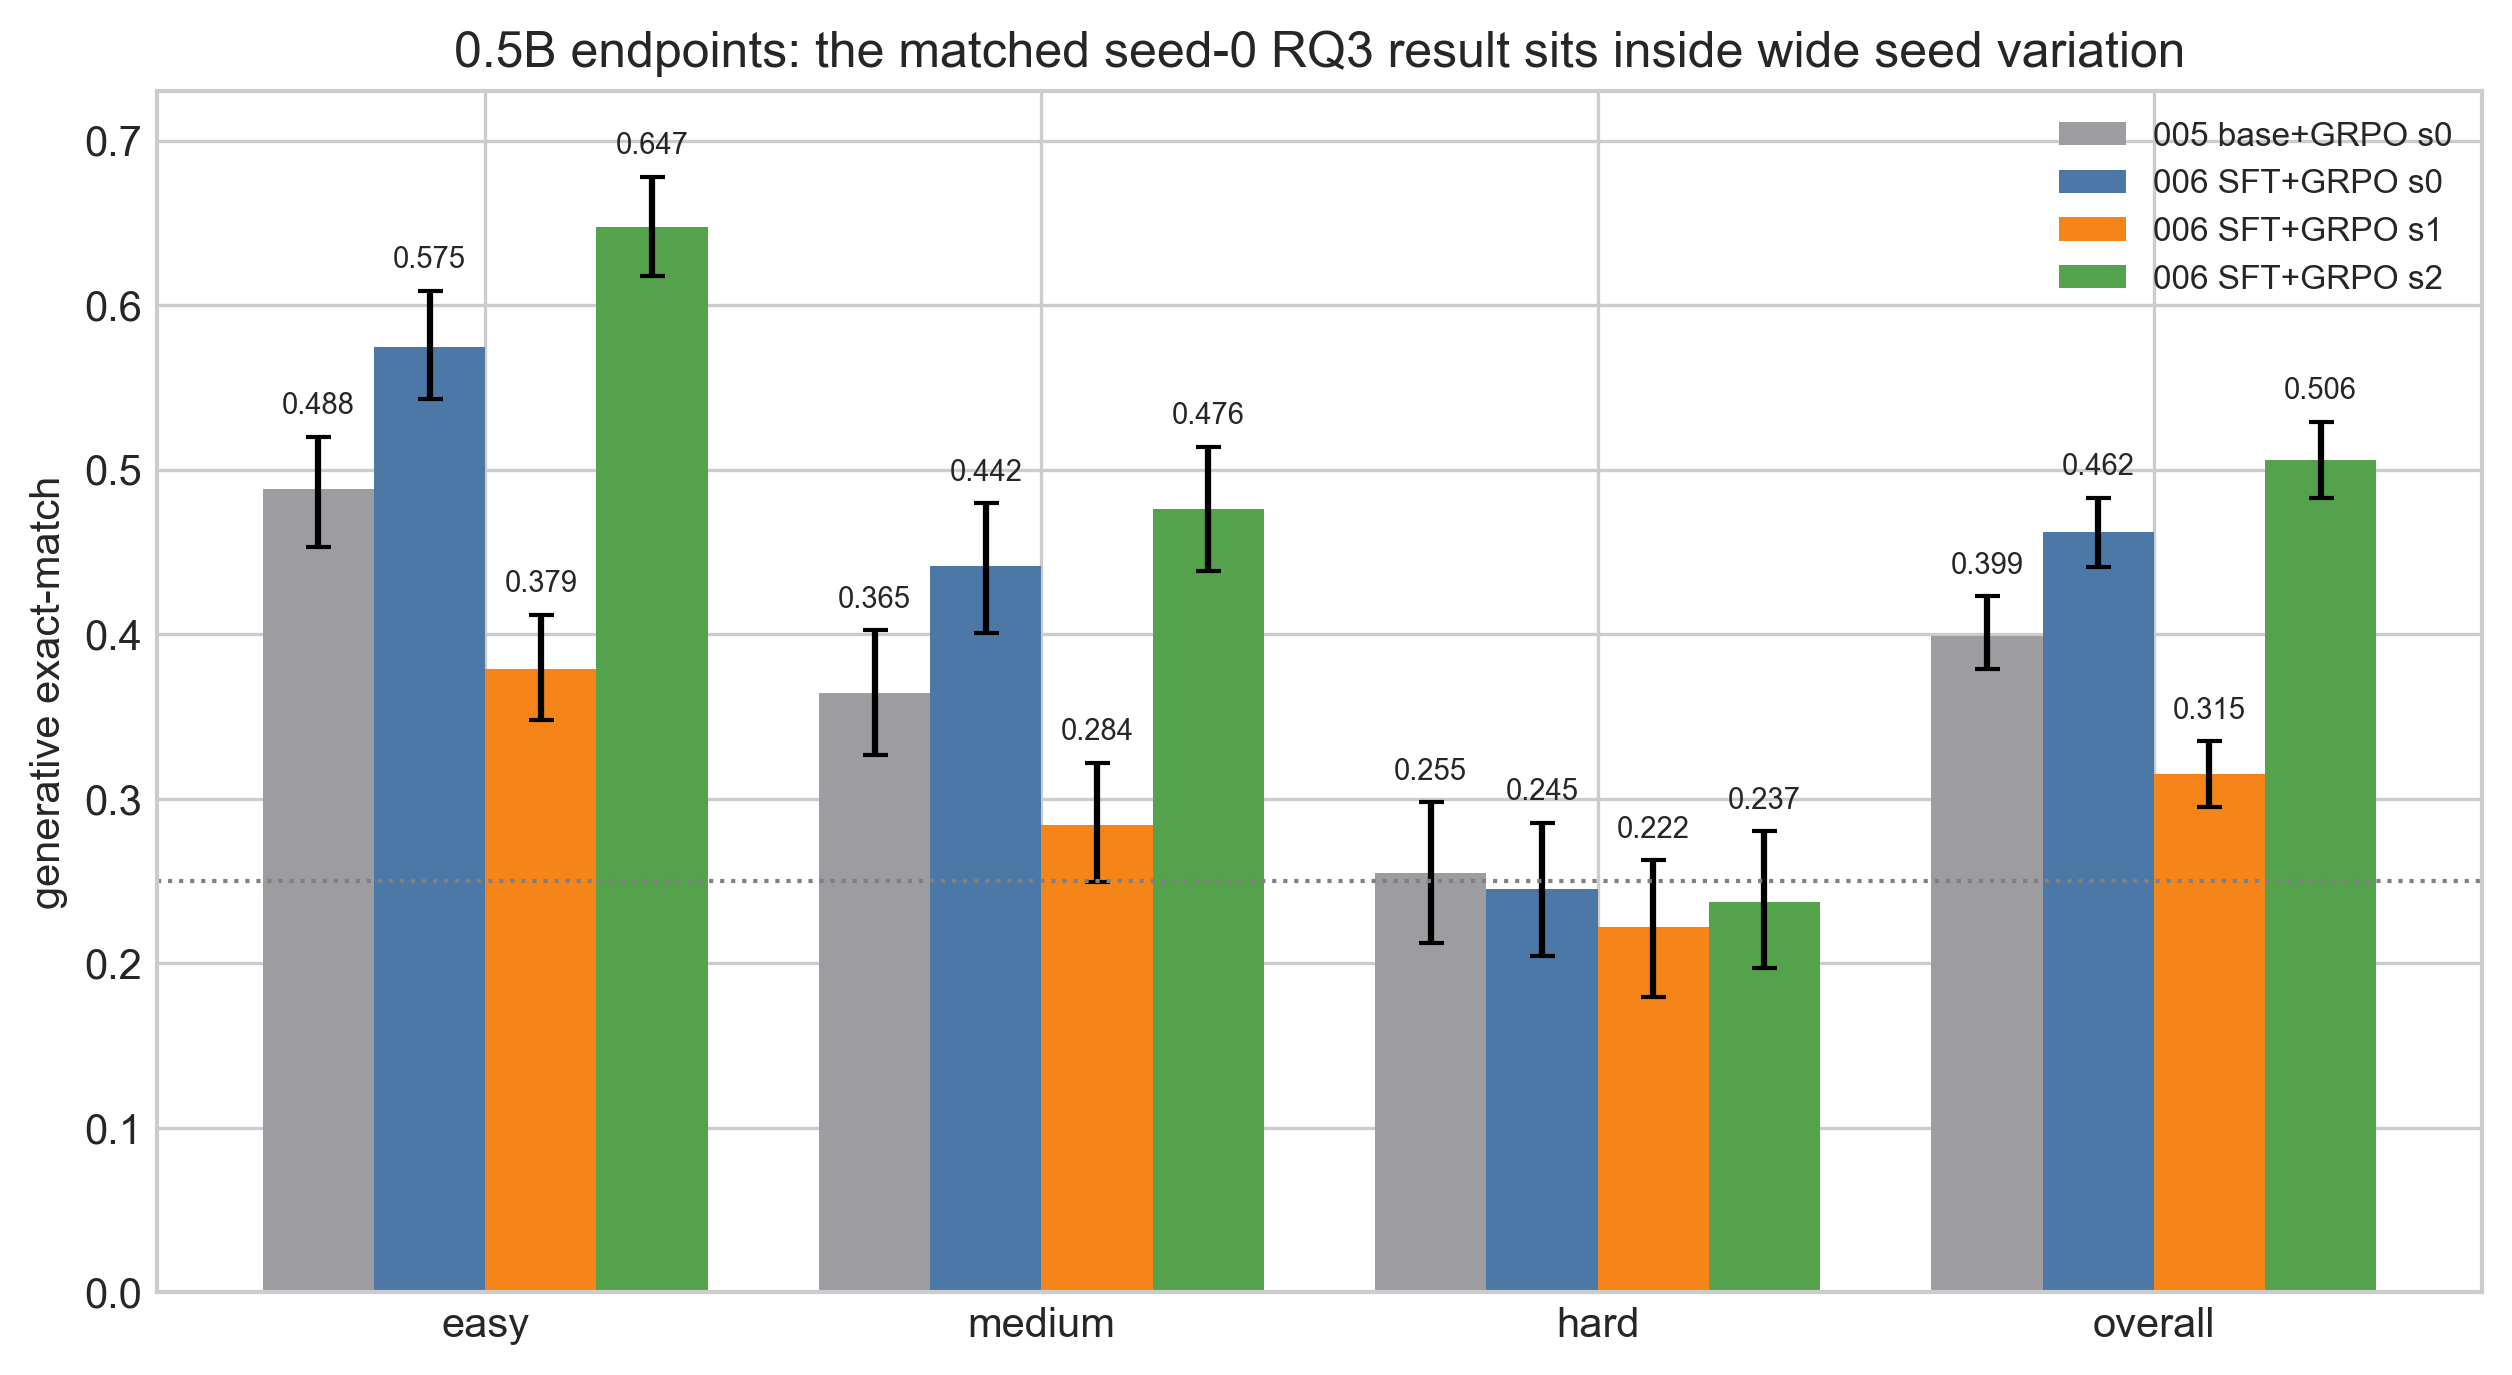 0.5B endpoints: the matched seed-0 RQ3 result sits inside wide seed variation
generative exact-match
0.7
0.6
0.5
0.4
0.3
0.2
0.1
0.0
005 base+GRPO s0
006 SFT+GRPO s0
006 SFT+GRPO s1
006 SFT+GRPO s2
0.488
0.575
0.379
0.647
0.365
0.442
0.284
0.476
0.255
0.245
0.222
0.237
0.399
0.462
0.315
0.506
easy
medium
hard
overall